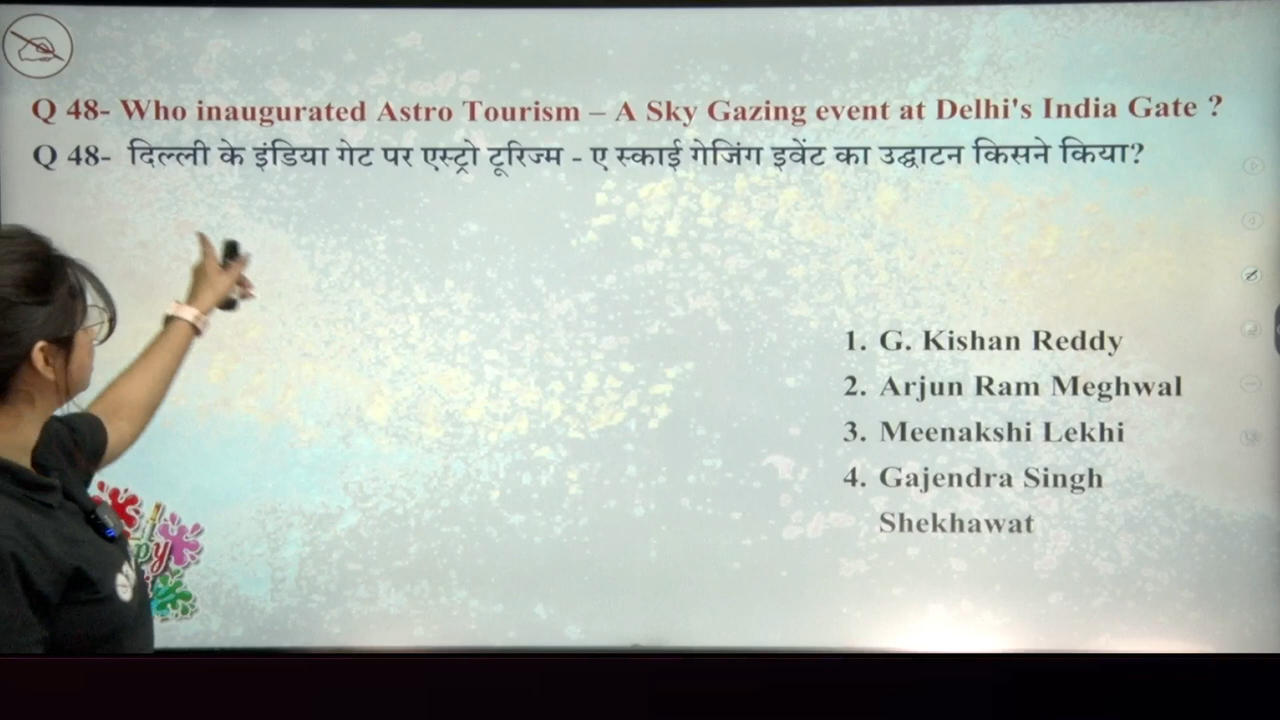 Q 48- Who inaugurated Astro Tourism – A Sky Gazing event at Delhi's India Gate ?
Q 48- दिल्ली के इंडिया गेट पर एस्ट्रो टूरिज्म - ए स्काई गेजिंग इवेंट का उद्घाटन किसने किया?
1. G. Kishan Reddy
2. Arjun Ram Meghwal
3. Meenakshi Lekhi
4. Gajendra Singh
Shekhawat
py